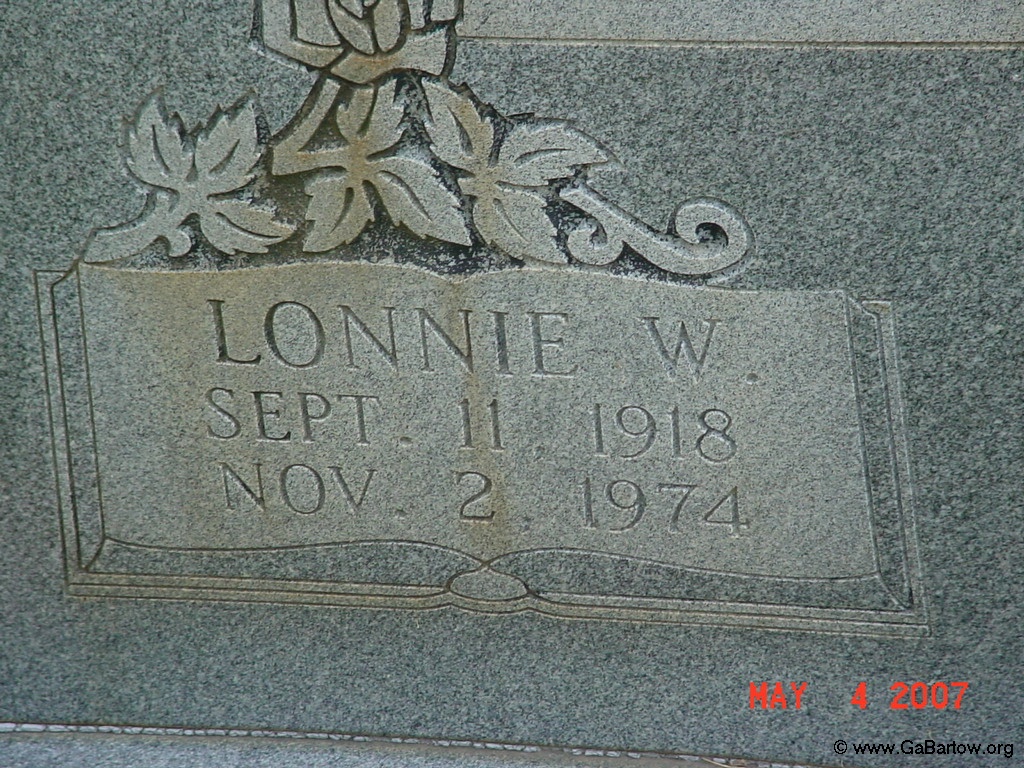 LONNIE W.
SEPT. 11, 1918
NOV. 2, 1974
MAY 4 2007
© www.GaBartow.org